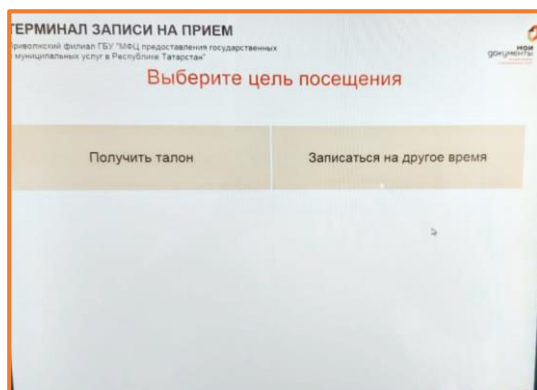 ТЕРМИНАЛ ЗАПИСИ НА ПРИЕМ
Приволжский филиал ГБУ "МФЦ предоставления государственных
и муниципальных услуг в Республике Татарстан"
мои
документы
Выберите цель посещения
Получить талон
Записаться на другое время